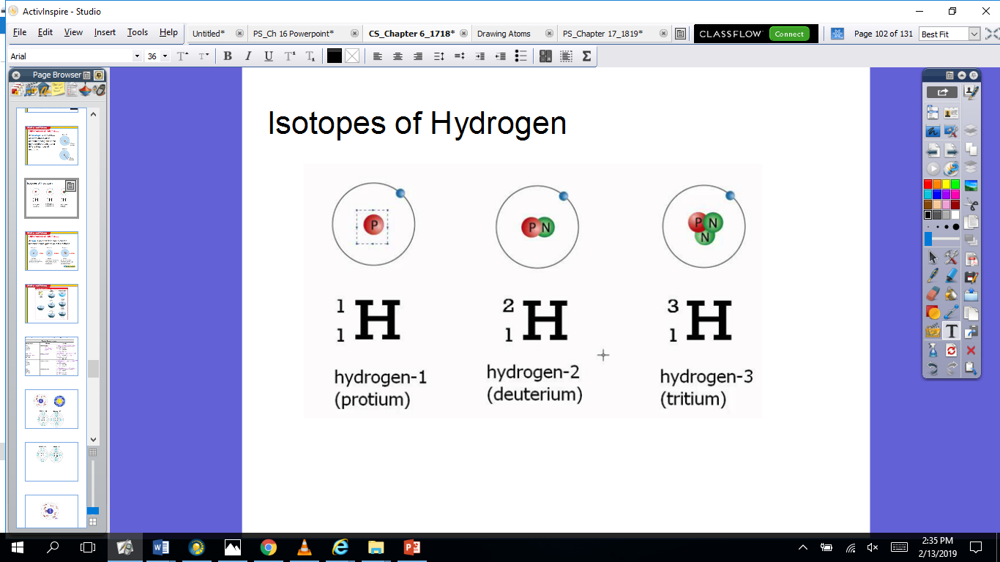 ActivInspire - Studio
File Edit View Insert Tools Help
Untitled* PS_Ch 16 Powerpoint* CS_Chapter 6_1718* Drawing Atoms PS_Chapter 17_1819*
CLASSFLOW Connect
Page 102 of 131 Best Fit
Arial 36
Page Browser
Isotopes of Hydrogen
P
P N
P N
N
1
1 H
2
1 H
3
1 H
hydrogen-1
(protium)
hydrogen-2
(deuterium)
hydrogen-3
(tritium)
2:35 PM
2/13/2019